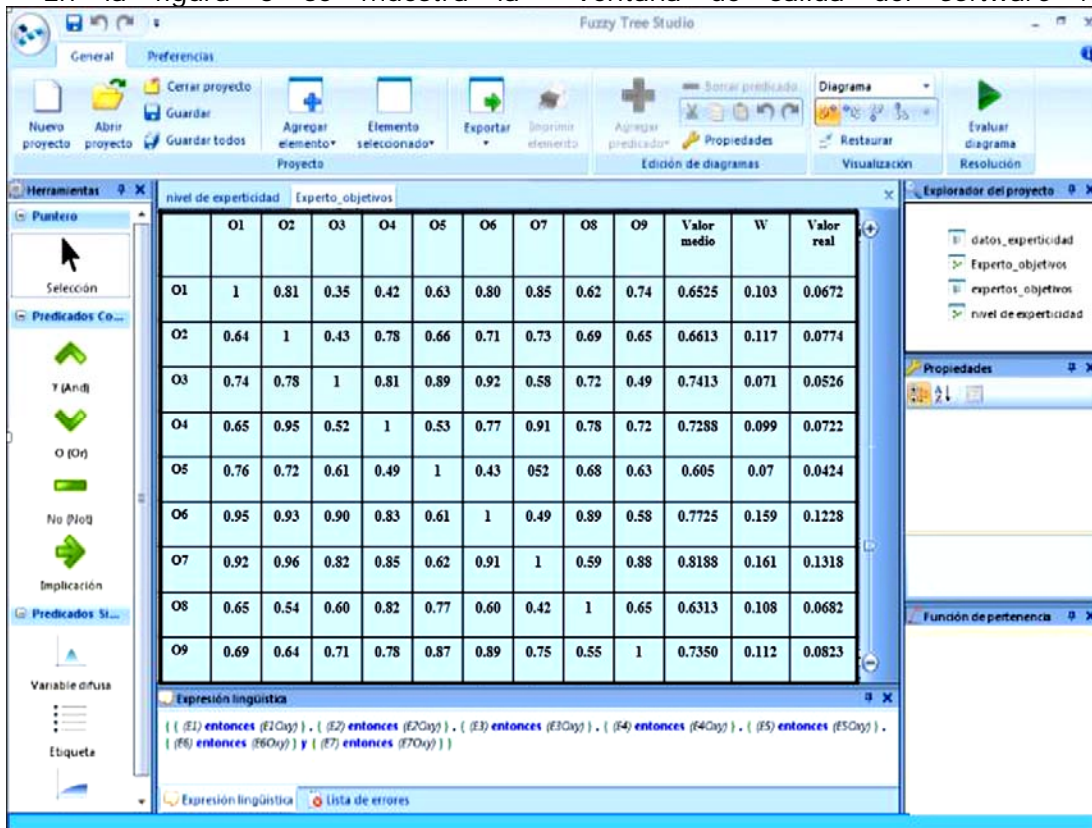 Fuzzy Tree Studio
General Preferencias
Nuevo proyecto
Abrir proyecto
Cerrar proyecto
Guardar
Guardar todos
Agregar elemento
Elemento seleccionado
Exportar
Imprimir elemento
Proyecto
Agregar predicado
Borrar predicado
Propiedades
Edición de diagramas
Diagrama
Restaurar
Visualización
Evaluar diagrama
Resolución
Herramientas
Puntero
Selección
Predicados Co...
Y (And)
O (Or)
No (Not)
Implicación
Predicados Si...
Variable difusa
Etiqueta
nivel de experticidad Experto_objetivos
O1 O2 O3 O4 O5 O6 O7 O8 O9 Valor medio W Valor real
O1 1 0.81 0.35 0.42 0.63 0.80 0.85 0.62 0.74 0.6525 0.103 0.0672
O2 0.64 1 0.43 0.78 0.66 0.71 0.73 0.69 0.65 0.6613 0.117 0.0774
O3 0.74 0.78 1 0.81 0.89 0.92 0.58 0.72 0.49 0.7413 0.071 0.0526
O4 0.65 0.95 0.52 1 0.53 0.77 0.91 0.78 0.72 0.7288 0.099 0.0722
O5 0.76 0.72 0.61 0.49 1 0.43 052 0.68 0.63 0.605 0.07 0.0424
O6 0.95 0.93 0.90 0.83 0.61 1 0.49 0.89 0.58 0.7725 0.159 0.1228
O7 0.92 0.96 0.82 0.85 0.62 0.91 1 0.59 0.88 0.8188 0.161 0.1318
O8 0.65 0.54 0.60 0.82 0.77 0.60 0.42 1 0.65 0.6313 0.108 0.0682
O9 0.69 0.64 0.71 0.78 0.87 0.89 0.75 0.55 1 0.7350 0.112 0.0823
Expresión lingüística
( ( (E1) entonces (E1Oxy) ) , ( (E2) entonces (E2Oxy) ) , ( (E3) entonces (E3Oxy) ) , ( (E4) entonces (E4Oxy) ) , ( (E5) entonces (E5Oxy) ) ,
( (E6) entonces (E6Oxy) ) y ( (E7) entonces (E7Oxy) ) )
Expresión lingüística Lista de errores
Explorador del proyecto
datos_experticidad
Experto_objetivos
expertos_objetivos
nivel de experticidad
Propiedades
Función de pertenencia